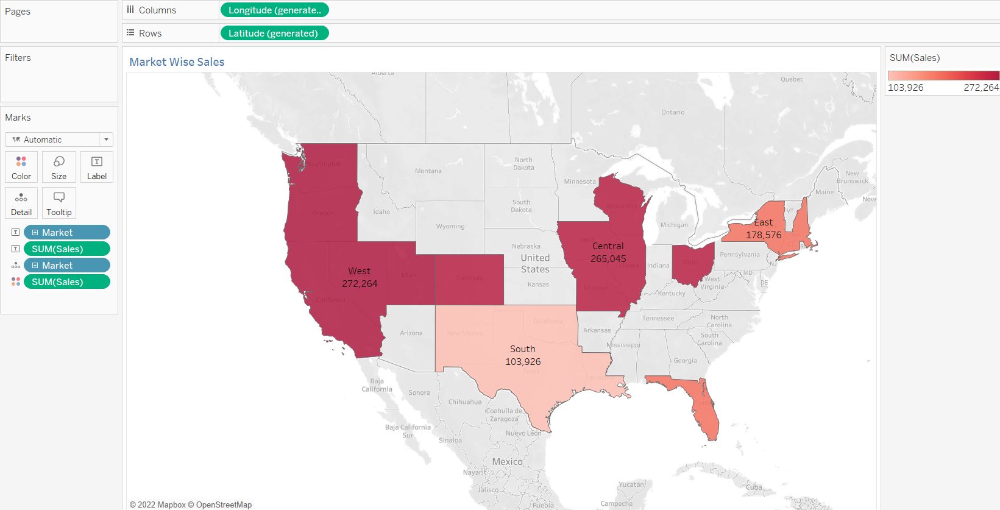 Pages
Columns
Longitude (generate..
Rows
Latitude (generated)
Filters
Market Wise Sales
SUM(Sales)
103,926
272,264
Marks
Automatic
Color
Size
Label
Detail
Tooltip
Market
SUM(Sales)
Market
SUM(Sales)
Alberta
Quebec
Ontario
Washington
Montana
North
Dakota
Minnesota
New
Brunswick
Maine
Nova
Oregon
Idaho
South
Dakota
Wisconsin
VT
Wyoming
Michigan
East
178,576
MA
CT
RI
Iowa
Nebraska
Central
265,045
United
States
Illinois
Indiana
Ohio
Pennsylvania
NJ
West
272,264
Utah
Colorado
Kansas
Missouri
West
Virginia
MD
DE
Kentucky
California
Arizona
New Mexico
Oklahoma
Arkansas
Tennessee
North
Carolina
South
Carolina
Mississippi
Georgia
South
103,926
Texas
Louisiana
Florida
Baja
California
Sonora
Chihuahua
Coahuila de
Zaragoza
Baja California
Sur
Sinaloa
Nuevo León
Mexico
Nayarit
Jalisco
Puebla
Yucatán
Campeche
Cuba
© 2022 Mapbox © OpenStreetMap